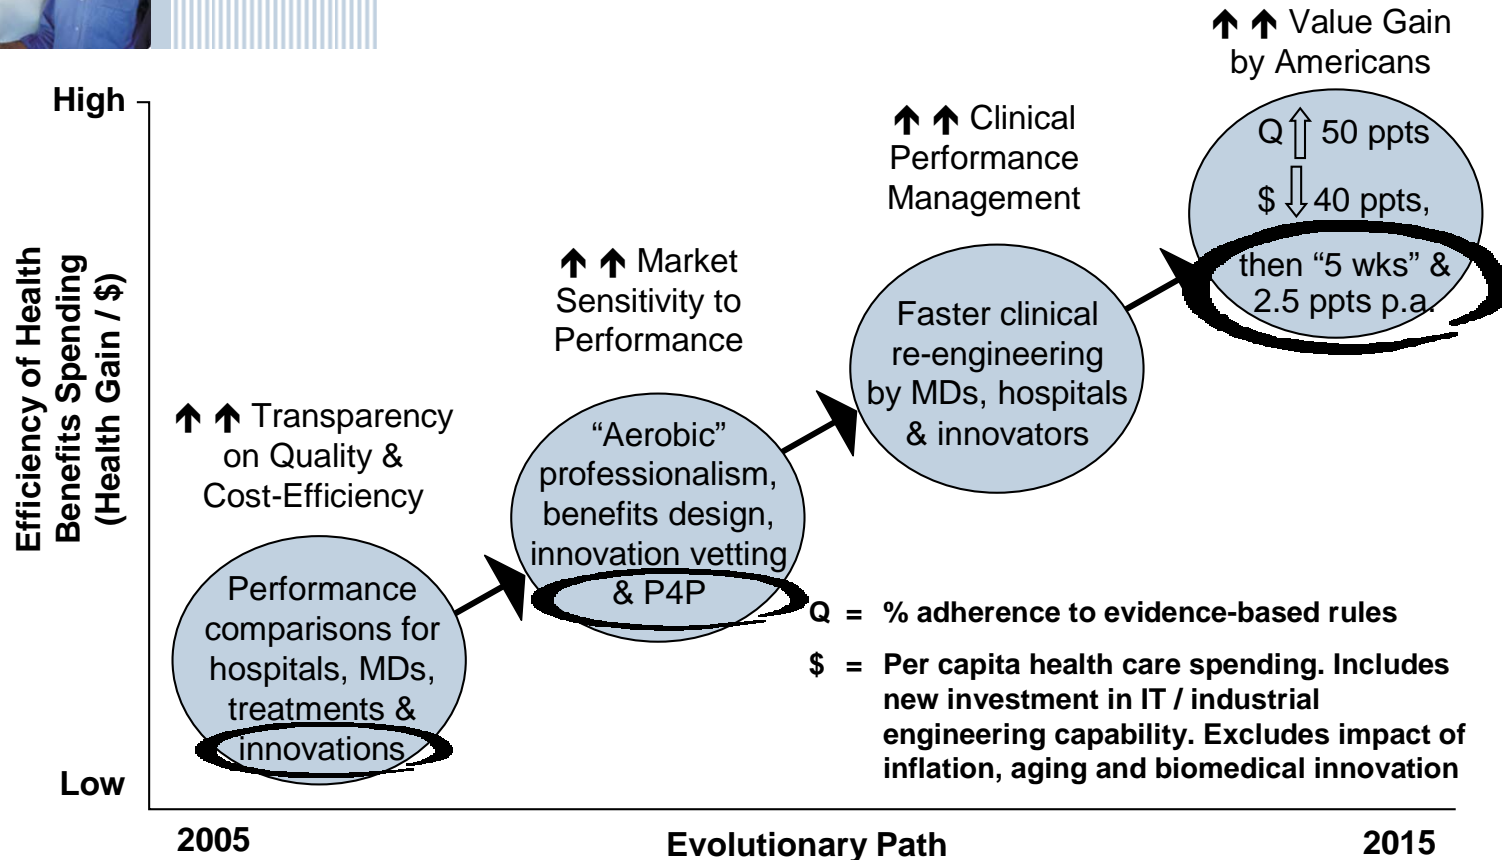 High
Efficiency of Health
Benefits Spending
(Health Gain / $)
Low
🡩 🡩 Transparency
on Quality &
Cost-Efficiency
Performance
comparisons for
hospitals, MDs,
treatments &
innovations
🡩 🡩 Market
Sensitivity to
Performance
“Aerobic”
professionalism,
benefits design,
innovation vetting
& P4P
🡩 🡩 Clinical
Performance
Management
Faster clinical
re-engineering
by MDs, hospitals
& innovators
🡩 🡩 Value Gain
by Americans
Q ⇧ 50 ppts
$ ⇩ 40 ppts,
then “5 wks” &
2.5 ppts p.a.
Q = % adherence to evidence-based rules
$ = Per capita health care spending. Includes
new investment in IT / industrial
engineering capability. Excludes impact of
inflation, aging and biomedical innovation
2005
Evolutionary Path
2015